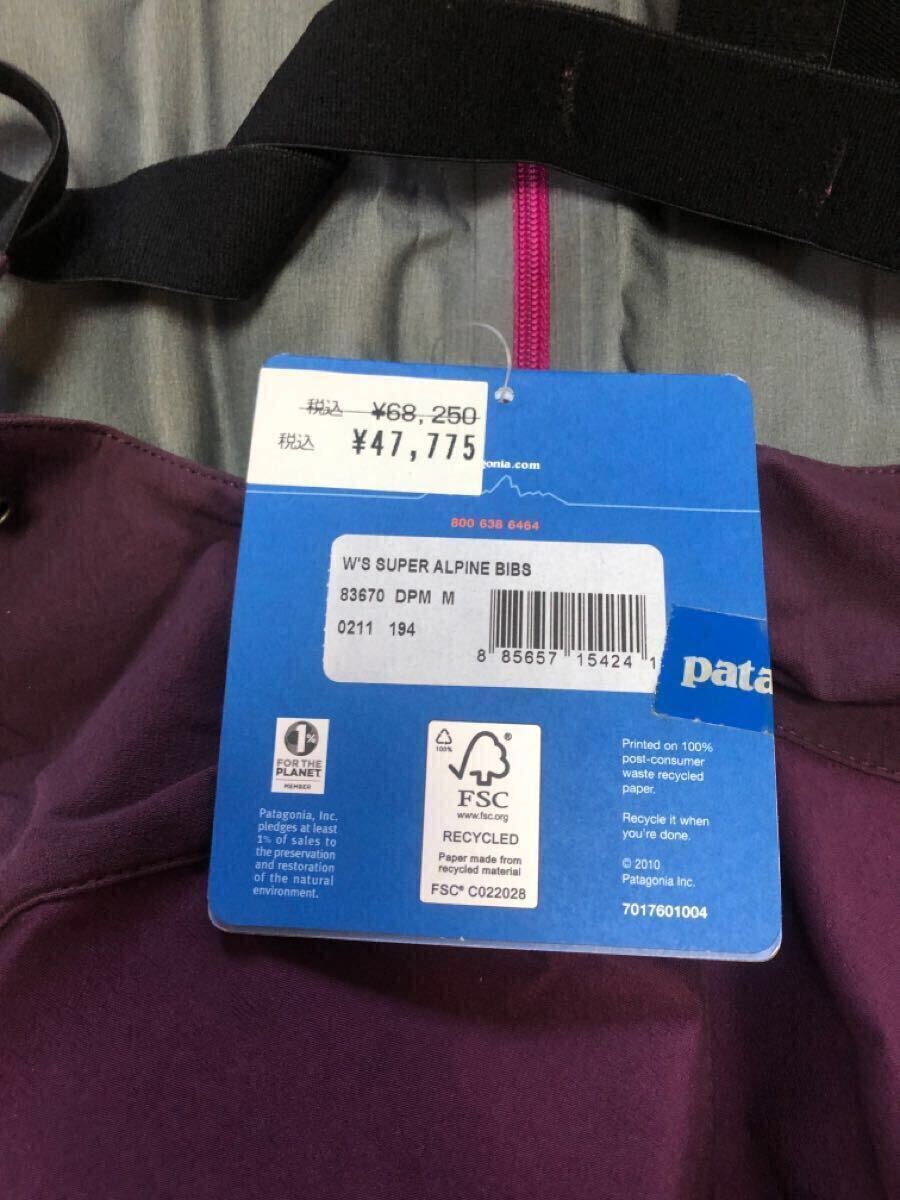 税込 ¥68,250
税込 ¥47,775
gonia.com
800 638 6464
W'S SUPER ALPINE BIBS
83670 DPM M
0211 194
8 85657 15424 1
pata
1%
FOR THE
PLANET
MEMBER
Patagonia, Inc.
pledges at least
1% of sales to
the preservation
and restoration
of the natural
environment.
100%
®
FSC
www.fsc.org
RECYCLED
Paper made from
recycled material
FSC® C022028
Printed on 100%
post-consumer
waste recycled
paper.
Recycle it when
you're done.
© 2010
Patagonia Inc.
7017601004